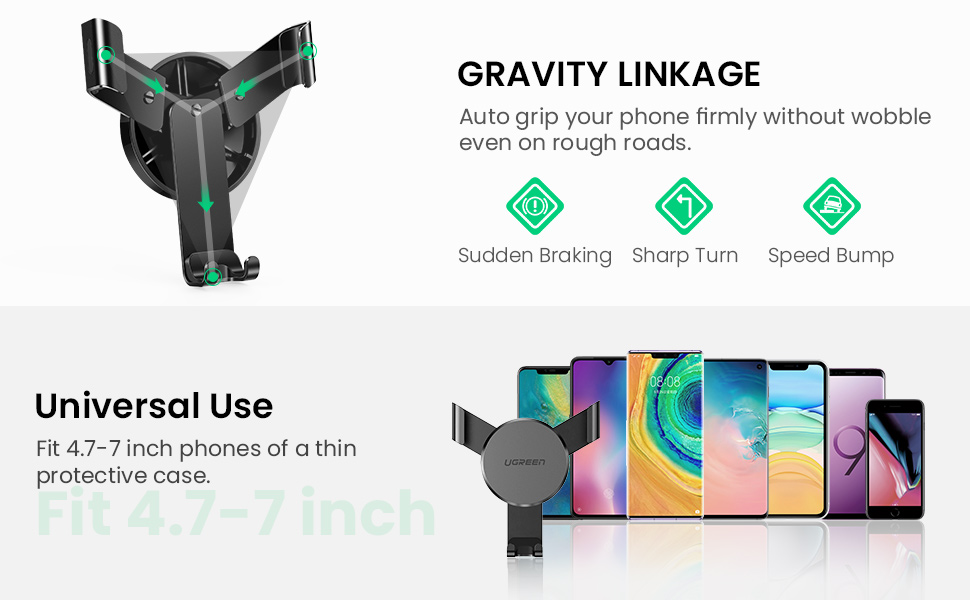 GRAVITY LINKAGE
Auto grip your phone firmly without wobble
even on rough roads.
Sudden Braking Sharp Turn Speed Bump
Universal Use
Fit 4.7-7 inch phones of a thin
protective case.
Fit 4.7-7 inch
UGREEN
08:08
9